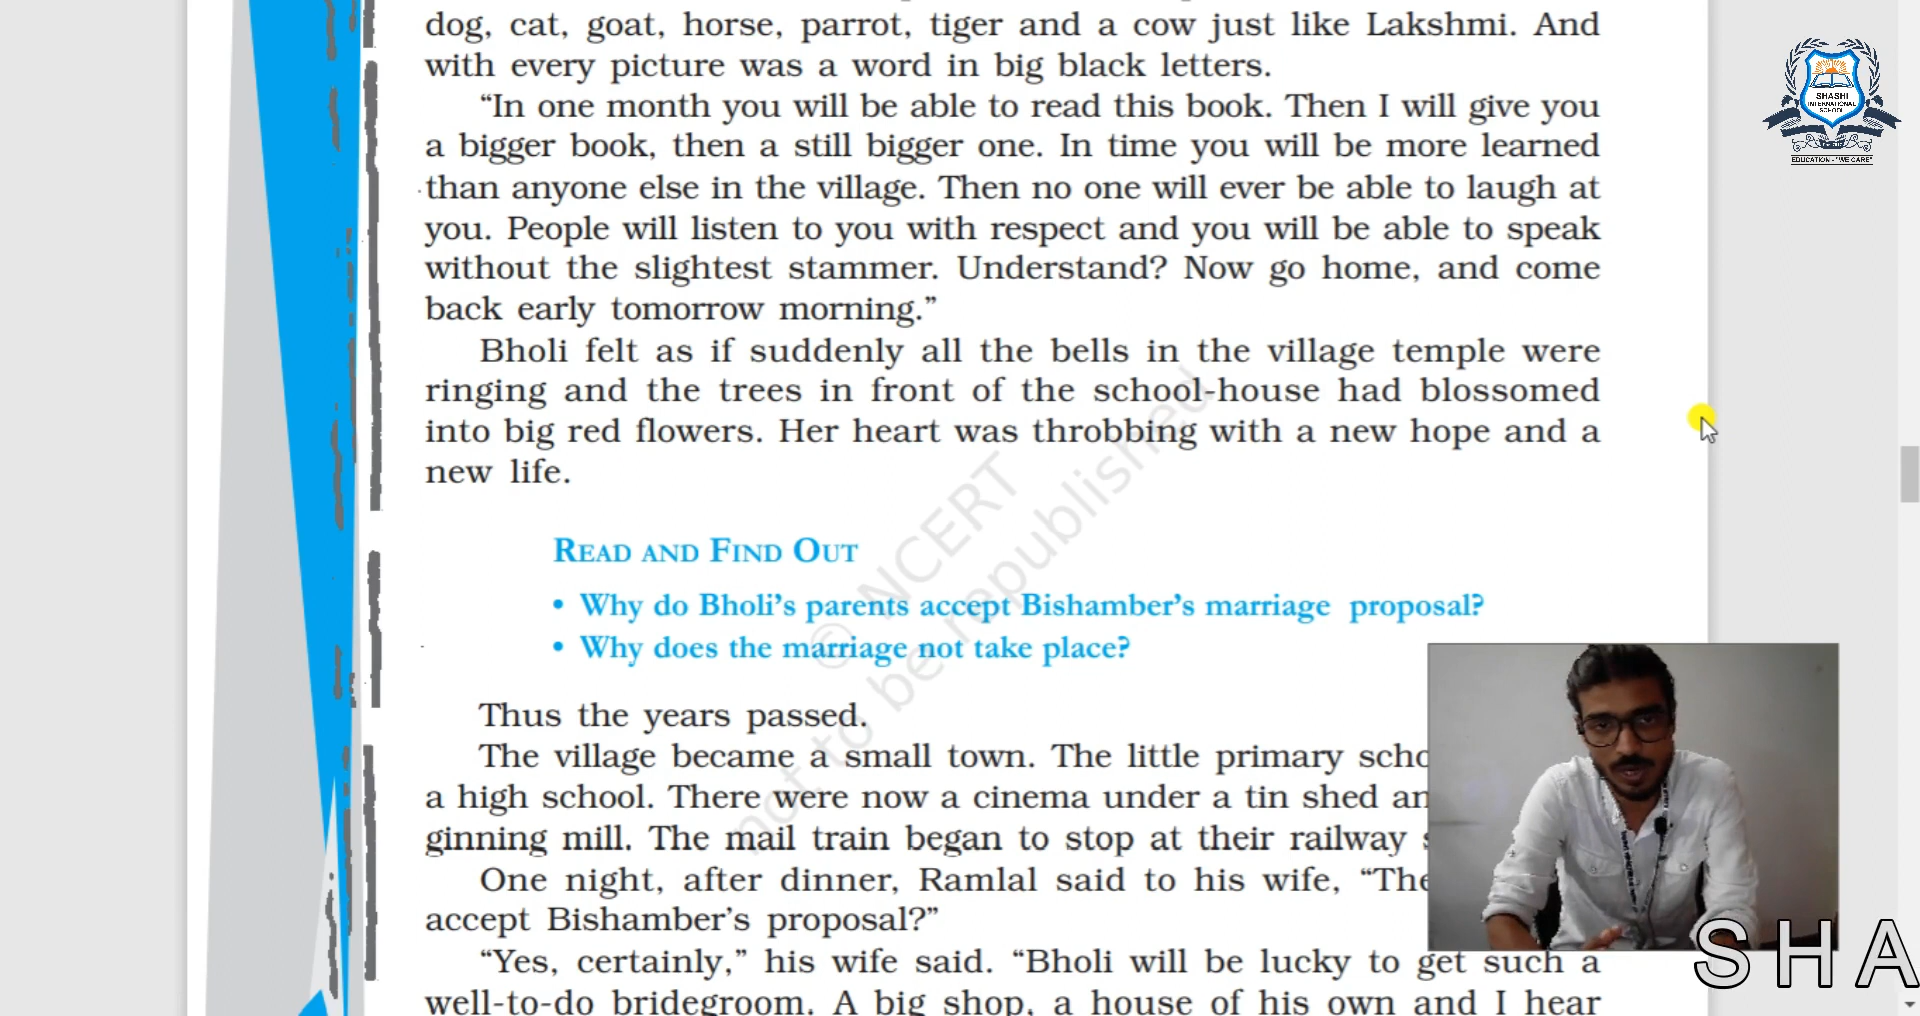 dog, cat, goat, horse, parrot, tiger and a cow just like Lakshmi. And
with every picture was a word in big black letters.
“In one month you will be able to read this book. Then I will give you
a bigger book, then a still bigger one. In time you will be more learned
than anyone else in the village. Then no one will ever be able to laugh at
you. People will listen to you with respect and you will be able to speak
without the slightest stammer. Understand? Now go home, and come
back early tomorrow morning.”
Bholi felt as if suddenly all the bells in the village temple were
ringing and the trees in front of the school-house had blossomed
into big red flowers. Her heart was throbbing with a new hope and a
new life.
READ AND FIND OUT
• Why do Bholi’s parents accept Bishamber’s marriage proposal?
• Why does the marriage not take place?
Thus the years passed.
The village became a small town. The little primary scho
a high school. There were now a cinema under a tin shed an
ginning mill. The mail train began to stop at their railway s
One night, after dinner, Ramlal said to his wife, “The
accept Bishamber’s proposal?”
“Yes, certainly,” his wife said. “Bholi will be lucky to get such a
well-to-do bridegroom. A big shop, a house of his own and I hear
© NCERT
not to be republished
SHASHI
INTERNATIONAL
SCHOOL
EDUCATION - "WE CARE"
SHA